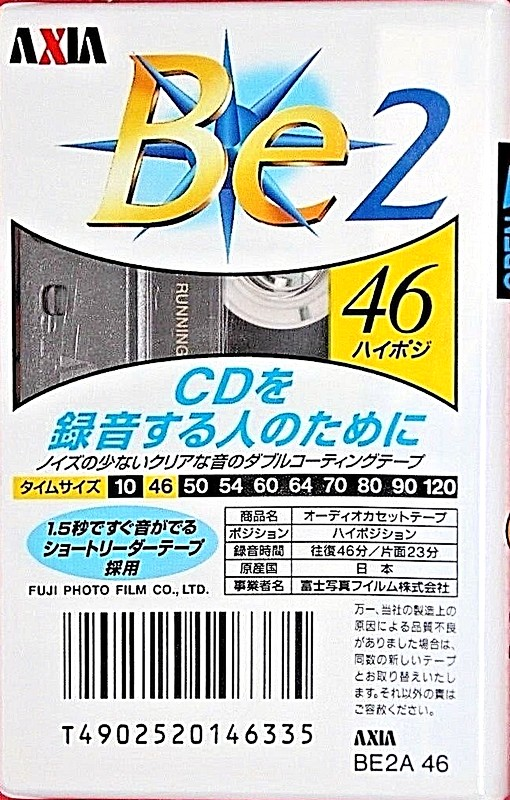 AXIA
Be2
RUNNING
46
ハイポジ
CDを
録音する人のために
ノイズの少ないクリアな音のダブルコーティングテープ
タイムサイズ 10 46 50 54 60 64 70 80 90 120
1.5秒ですぐ音がでる
ショートリーダーテープ
採用
FUJI PHOTO FILM CO., LTD.
商品名 オーディオカセットテープ
ポジション ハイポジション
録音時間 往復46分/片面23分
原産国 日本
事業者名 富士写真フイルム株式会社
万一、当社の製造上の
原因による品質不良
がありました場合は、
同数の新しいテープ
とお取り替えいたし
ます。それ以外の責は
ご容赦ください。
T4902520146335
AXIA
BE2A 46